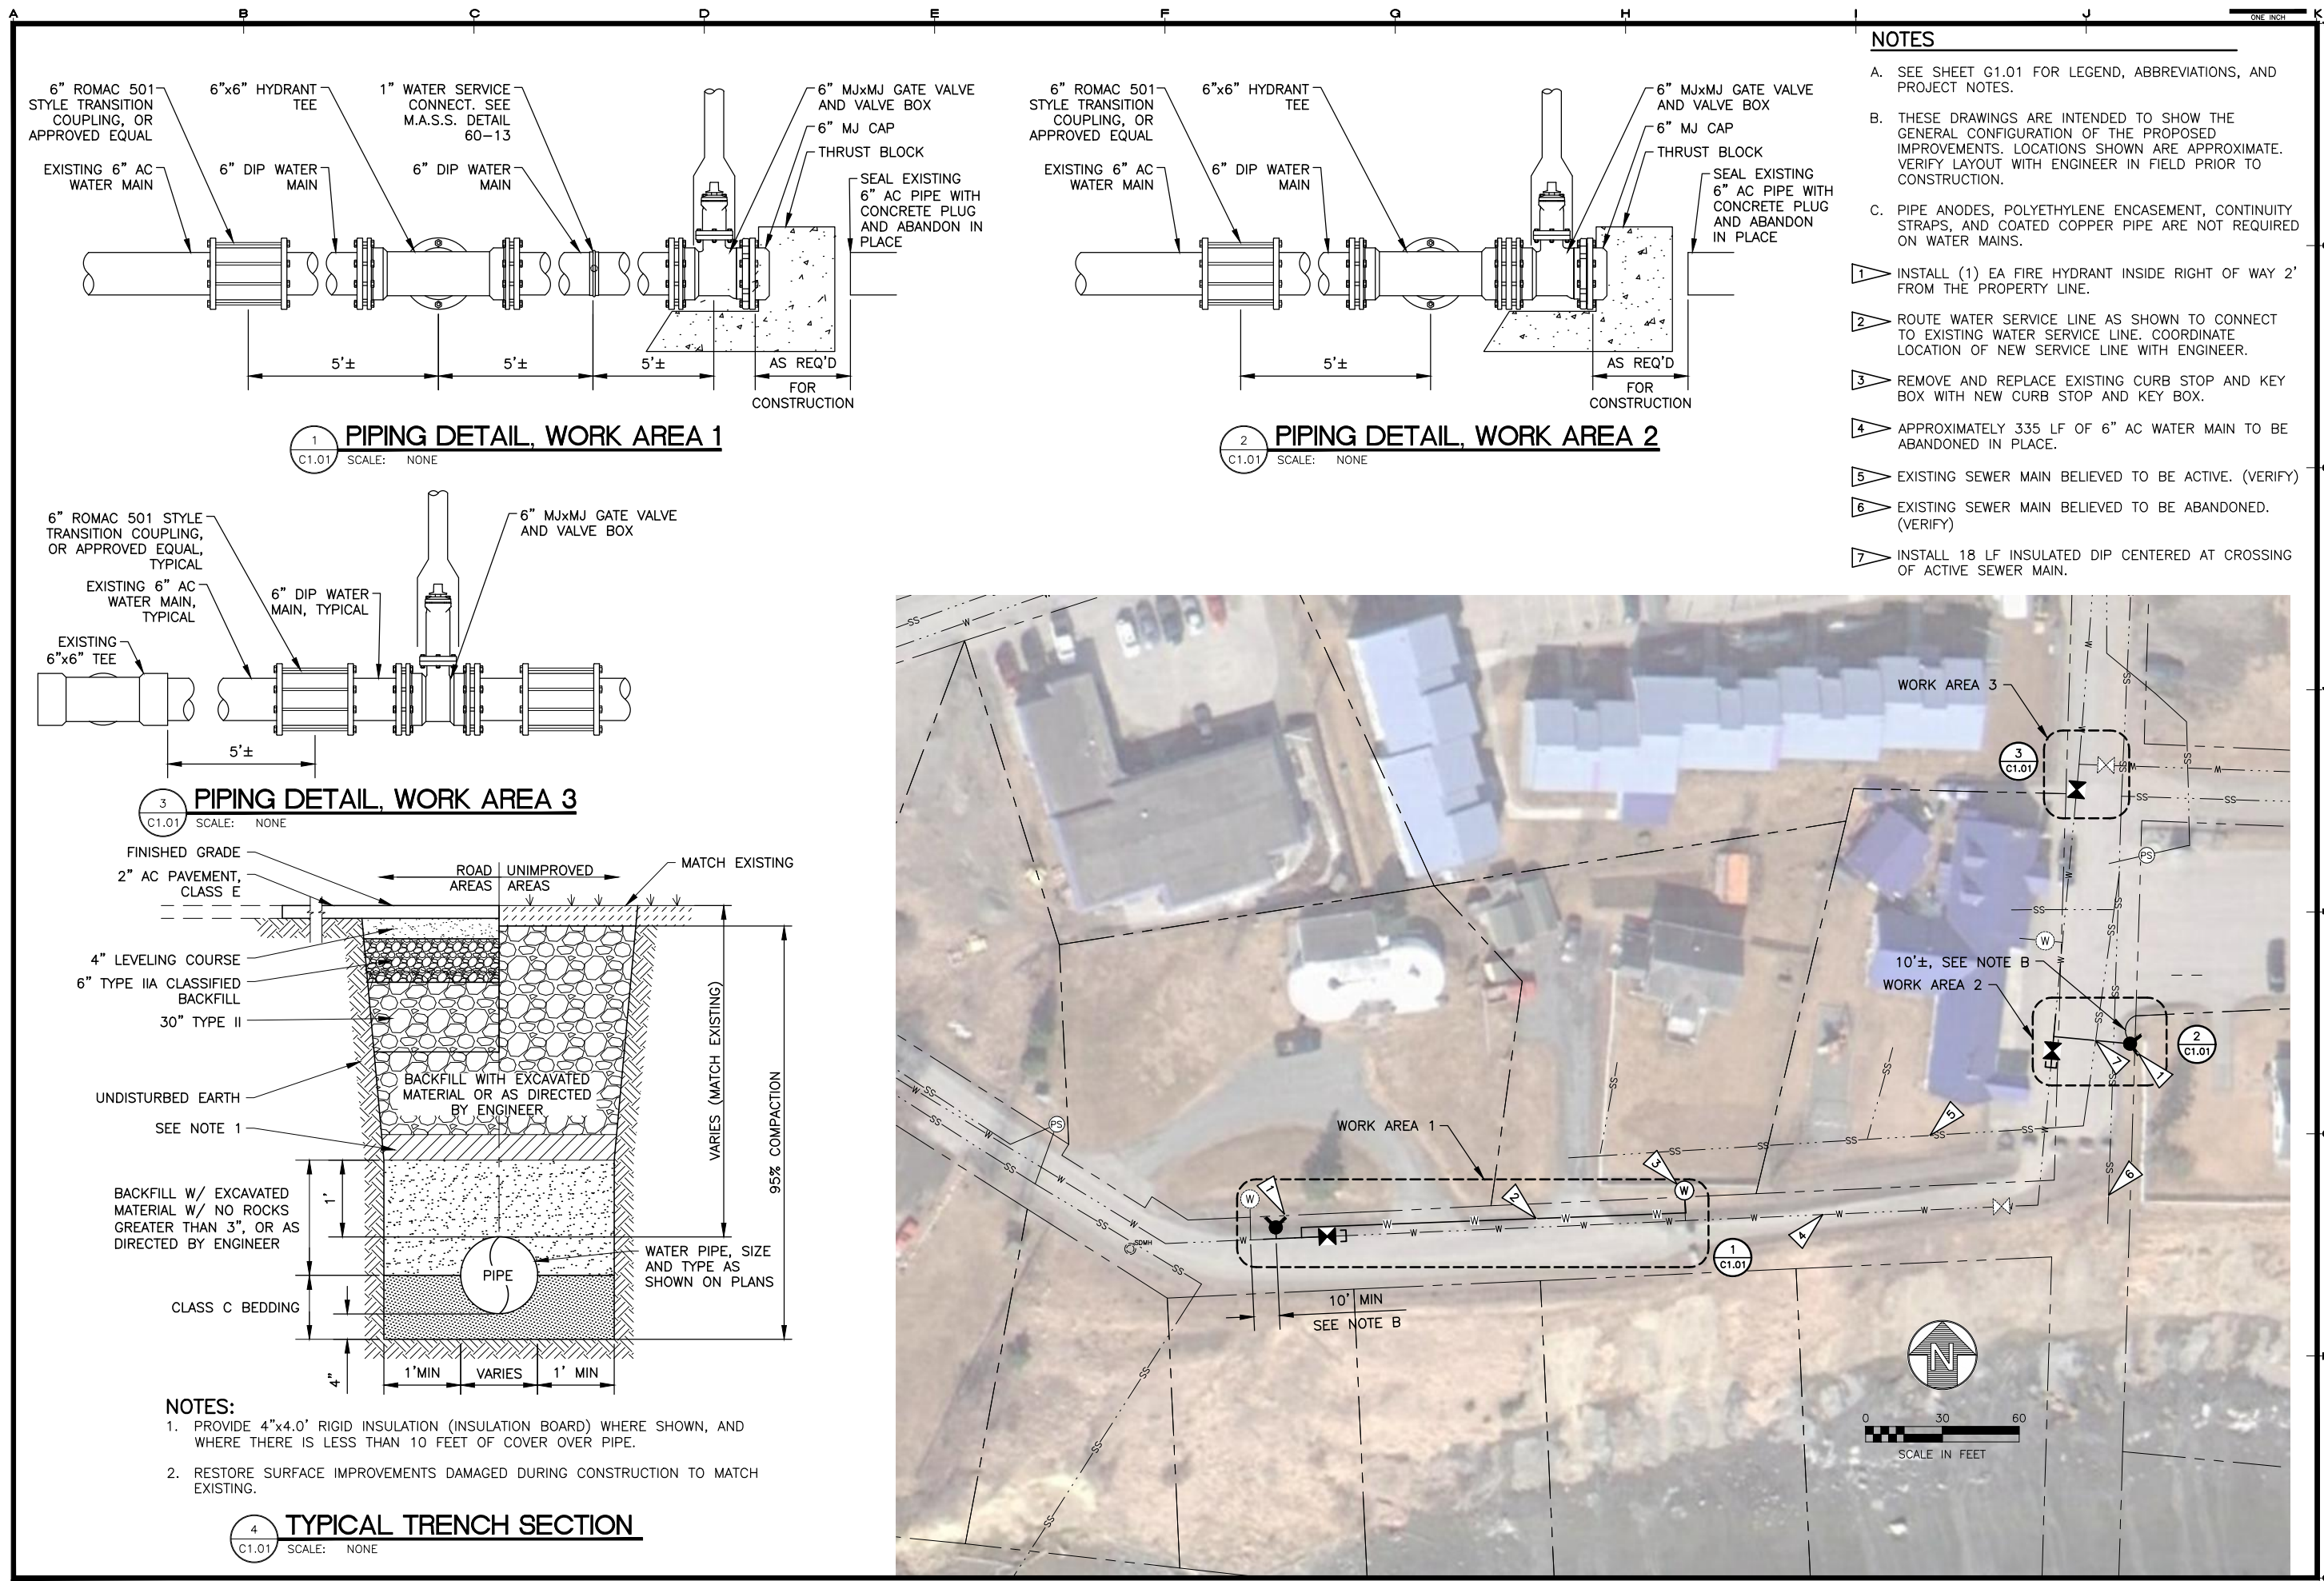 A B C D E F G H I J K
ONE INCH
6" ROMAC 501
STYLE TRANSITION
COUPLING, OR
APPROVED EQUAL
6"x6" HYDRANT
TEE
1" WATER SERVICE
CONNECT. SEE
M.A.S.S. DETAIL
60-13
6" MJxMJ GATE VALVE
AND VALVE BOX
6" MJ CAP
THRUST BLOCK
EXISTING 6" AC
WATER MAIN
6" DIP WATER
MAIN
6" DIP WATER
MAIN
SEAL EXISTING
6" AC PIPE WITH
CONCRETE PLUG
AND ABANDON IN
PLACE
5'±
5'±
5'±
AS REQ'D
FOR
CONSTRUCTION
1
C1.01
PIPING DETAIL, WORK AREA 1
SCALE: NONE
6" ROMAC 501
STYLE TRANSITION
COUPLING, OR
APPROVED EQUAL
6"x6" HYDRANT
TEE
6" MJxMJ GATE VALVE
AND VALVE BOX
6" MJ CAP
THRUST BLOCK
EXISTING 6" AC
WATER MAIN
6" DIP WATER
MAIN
SEAL EXISTING
6" AC PIPE WITH
CONCRETE PLUG
AND ABANDON
IN PLACE
5'±
AS REQ'D
FOR
CONSTRUCTION
2
C1.01
PIPING DETAIL, WORK AREA 2
SCALE: NONE
NOTES
A. SEE SHEET G1.01 FOR LEGEND, ABBREVIATIONS, AND
PROJECT NOTES.
B. THESE DRAWINGS ARE INTENDED TO SHOW THE
GENERAL CONFIGURATION OF THE PROPOSED
IMPROVEMENTS. LOCATIONS SHOWN ARE APPROXIMATE.
VERIFY LAYOUT WITH ENGINEER IN FIELD PRIOR TO
CONSTRUCTION.
C. PIPE ANODES, POLYETHYLENE ENCASEMENT, CONTINUITY
STRAPS, AND COATED COPPER PIPE ARE NOT REQUIRED
ON WATER MAINS.
1 INSTALL (1) EA FIRE HYDRANT INSIDE RIGHT OF WAY 2'
FROM THE PROPERTY LINE.
2 ROUTE WATER SERVICE LINE AS SHOWN TO CONNECT
TO EXISTING WATER SERVICE LINE. COORDINATE
LOCATION OF NEW SERVICE LINE WITH ENGINEER.
3 REMOVE AND REPLACE EXISTING CURB STOP AND KEY
BOX WITH NEW CURB STOP AND KEY BOX.
4 APPROXIMATELY 335 LF OF 6" AC WATER MAIN TO BE
ABANDONED IN PLACE.
5 EXISTING SEWER MAIN BELIEVED TO BE ACTIVE. (VERIFY)
6 EXISTING SEWER MAIN BELIEVED TO BE ABANDONED.
(VERIFY)
7 INSTALL 18 LF INSULATED DIP CENTERED AT CROSSING
OF ACTIVE SEWER MAIN.
6" ROMAC 501 STYLE
TRANSITION COUPLING,
OR APPROVED EQUAL,
TYPICAL
6" MJxMJ GATE VALVE
AND VALVE BOX
EXISTING 6" AC
WATER MAIN,
TYPICAL
6" DIP WATER
MAIN, TYPICAL
EXISTING
6"x6" TEE
5'±
3
C1.01
PIPING DETAIL, WORK AREA 3
SCALE: NONE
FINISHED GRADE
2" AC PAVEMENT,
CLASS E
ROAD
AREAS
UNIMPROVED
AREAS
MATCH EXISTING
4" LEVELING COURSE
6" TYPE IIA CLASSIFIED
BACKFILL
30" TYPE II
BACKFILL WITH EXCAVATED
MATERIAL OR AS DIRECTED
BY ENGINEER
UNDISTURBED EARTH
SEE NOTE 1
VARIES (MATCH EXISTING)
95% COMPACTION
BACKFILL W/ EXCAVATED
MATERIAL W/ NO ROCKS
GREATER THAN 3", OR AS
DIRECTED BY ENGINEER
1'
PIPE
WATER PIPE, SIZE
AND TYPE AS
SHOWN ON PLANS
CLASS C BEDDING
4"
1'MIN
VARIES
1' MIN
NOTES:
1. PROVIDE 4"x4.0' RIGID INSULATION (INSULATION BOARD) WHERE SHOWN, AND
WHERE THERE IS LESS THAN 10 FEET OF COVER OVER PIPE.
2. RESTORE SURFACE IMPROVEMENTS DAMAGED DURING CONSTRUCTION TO MATCH
EXISTING.
4
C1.01
TYPICAL TRENCH SECTION
SCALE: NONE
WORK AREA 3
3
C1.01
PS
W
10'±, SEE NOTE B
WORK AREA 2
2
C1.01
7
1
WORK AREA 1
5
6
PS
W
1
2
3
W
4
SDMH
1
C1.01
10' MIN
SEE NOTE B
N
0 30 60
SCALE IN FEET